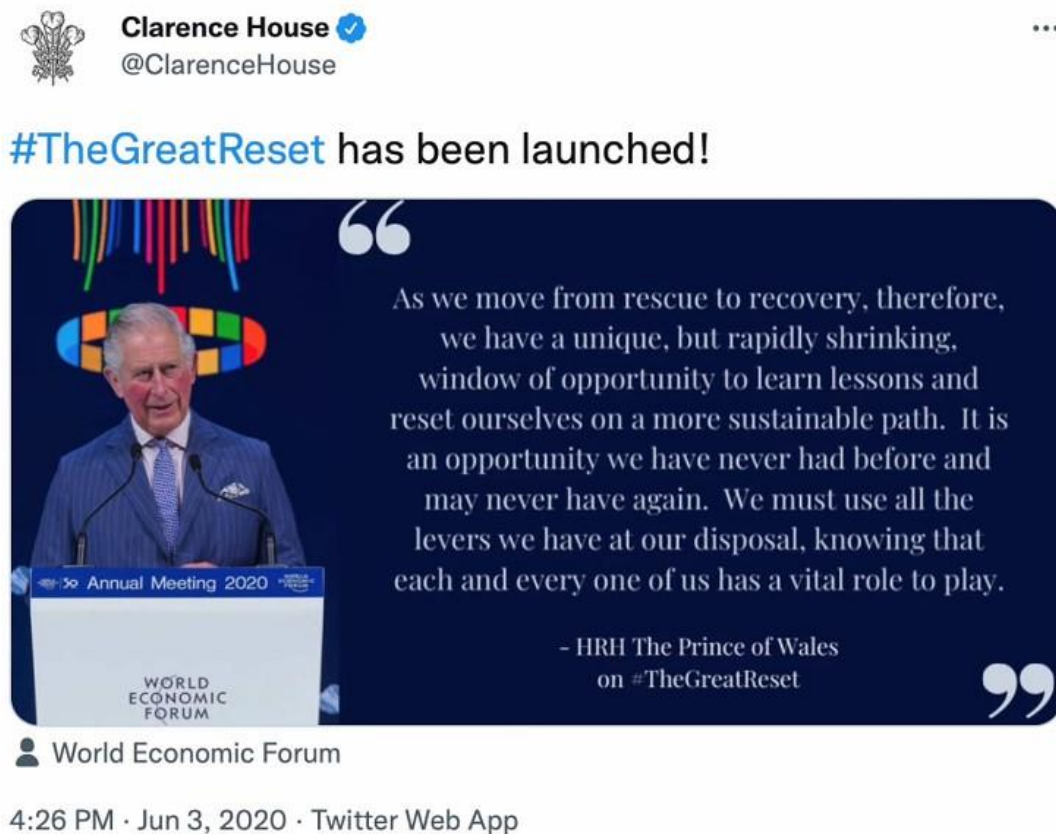 Clarence House
@ClarenceHouse
#TheGreatReset has been launched!
“
As we move from rescue to recovery, therefore,
we have a unique, but rapidly shrinking,
window of opportunity to learn lessons and
reset ourselves on a more sustainable path. It is
an opportunity we have never had before and
may never have again. We must use all the
levers we have at our disposal, knowing that
each and every one of us has a vital role to play.
- HRH The Prince of Wales
on #TheGreatReset
”
50 Annual Meeting 2020
WORLD
ECONOMIC
FORUM
World Economic Forum
4:26 PM · Jun 3, 2020 · Twitter Web App